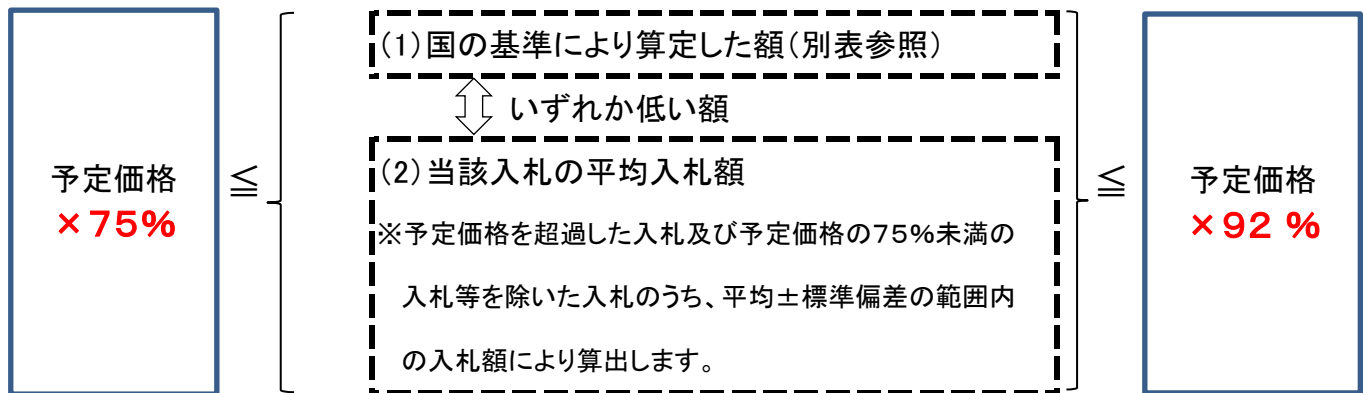 予定価格
×75%
≦
(1)国の基準により算定した額(別表参照)
いずれか低い額
(2)当該入札の平均入札額
※予定価格を超過した入札及び予定価格の75%未満の
入札等を除いた入札のうち、平均±標準偏差の範囲内
の入札額により算出します。
≦
予定価格
×92 %